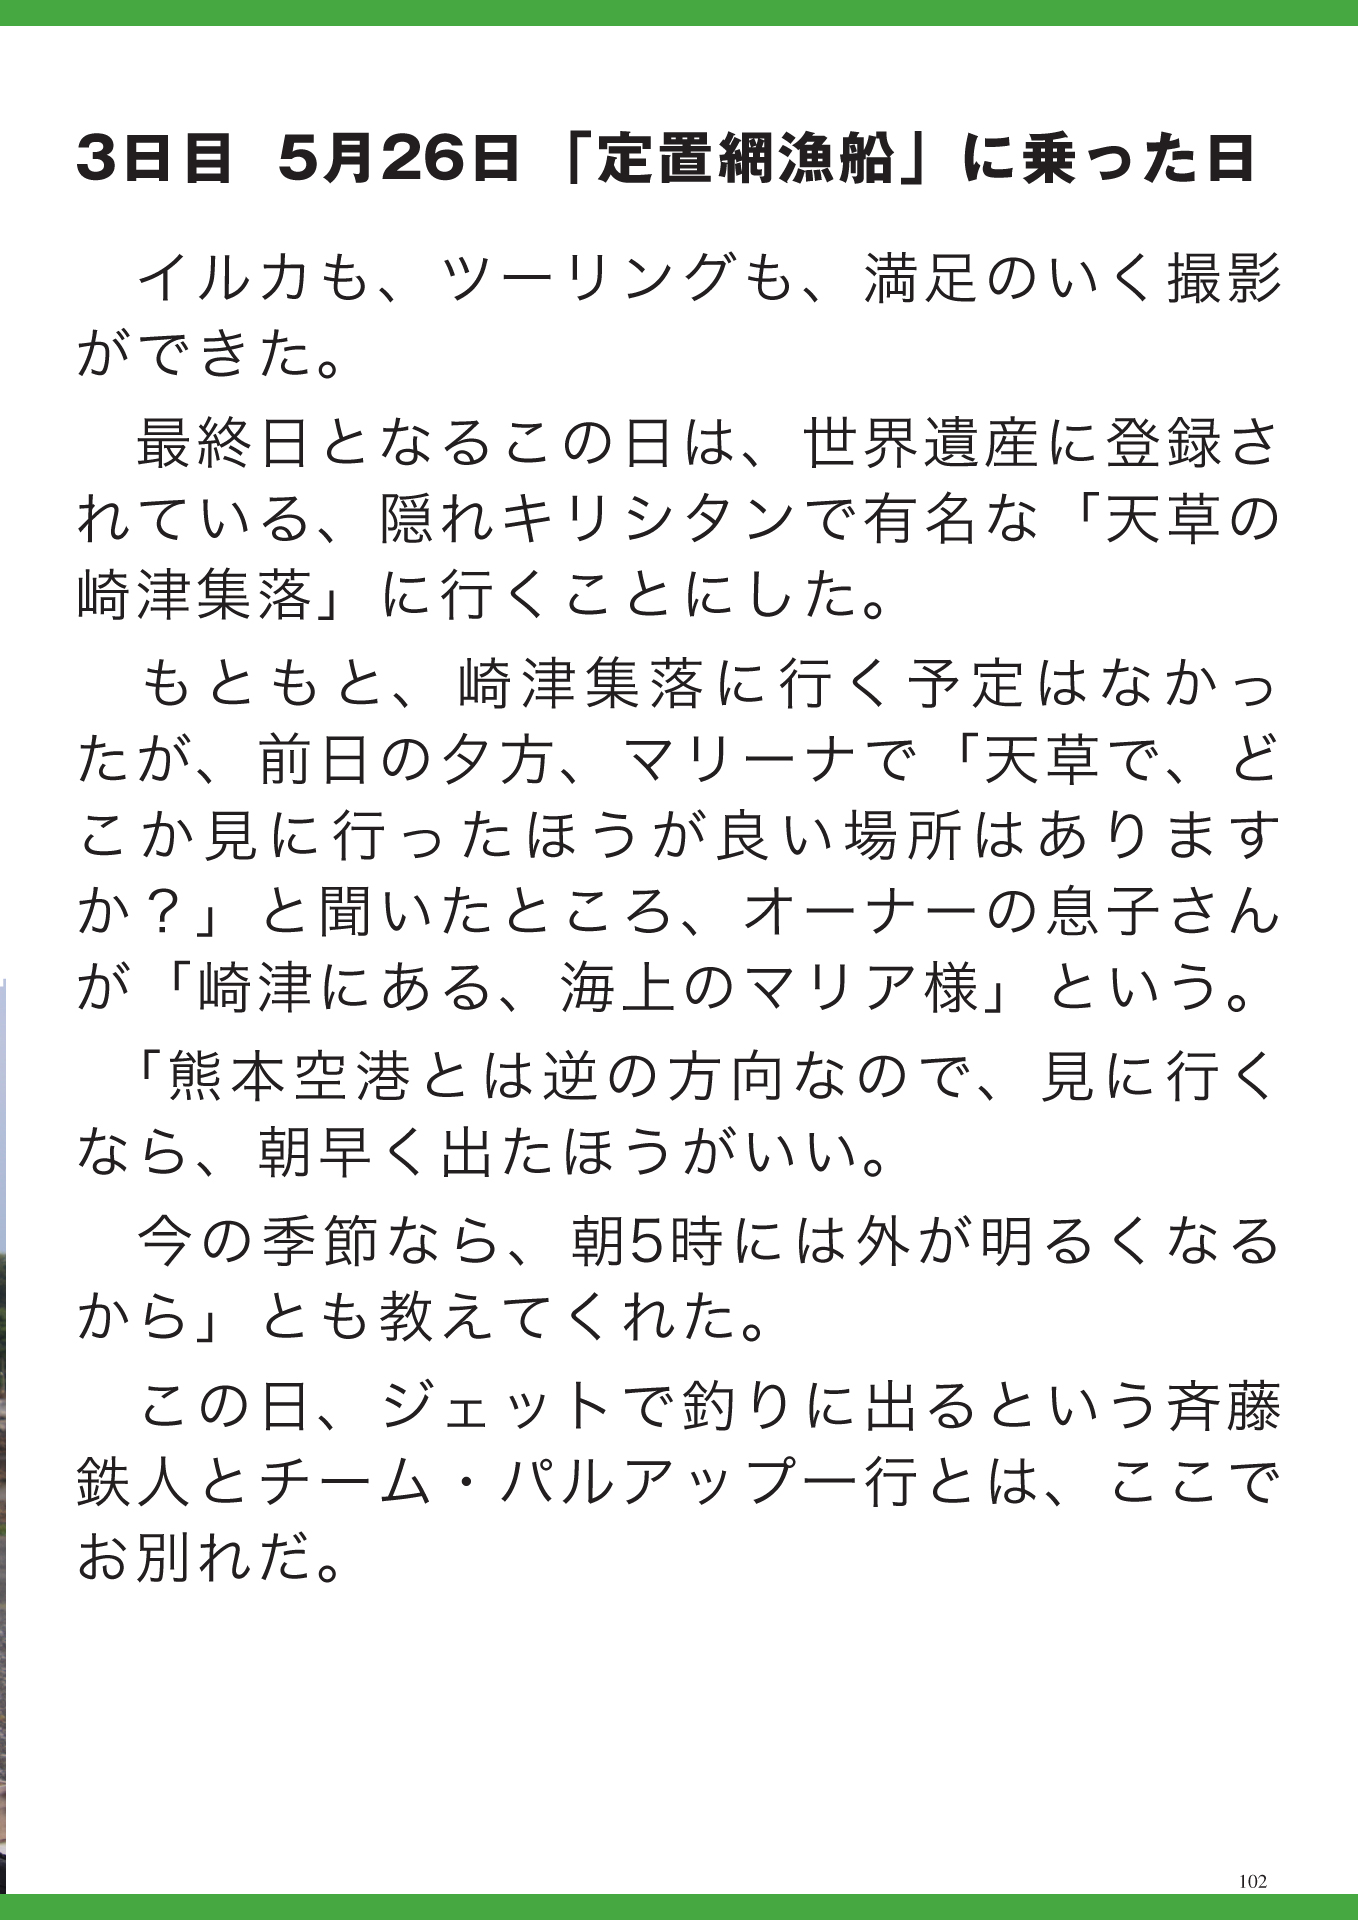 3日目 5月26日「定置網漁船」に乗った日
イルカも、ツーリングも、満足のいく撮影
ができた。
最終日となるこの日は、世界遺産に登録さ
れている、隠れキリシタンで有名な「天草の
崎津集落」に行くことにした。
もともと、崎津集落に行く予定はなかっ
たが、前日の夕方、マリーナで「天草で、ど
こか見に行ったほうが良い場所はあります
か？」と聞いたところ、オーナーの息子さん
が「崎津にある、海上のマリア様」という。
「熊本空港とは逆の方向なので、見に行く
なら、朝早く出たほうがいい。
今の季節なら、朝5時には外が明るくなる
から」とも教えてくれた。
この日、ジェットで釣りに出るという斉藤
鉄人とチーム・パルアップ一行とは、ここで
お別れだ。
102